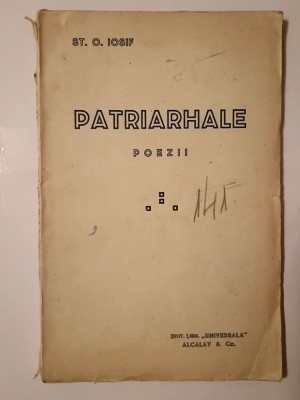 ST. O. IOSIF
PATRIARHALE
POEZII
141
EDIT. LIBR. „UNIVERSALA"
ALCALAY & Co.